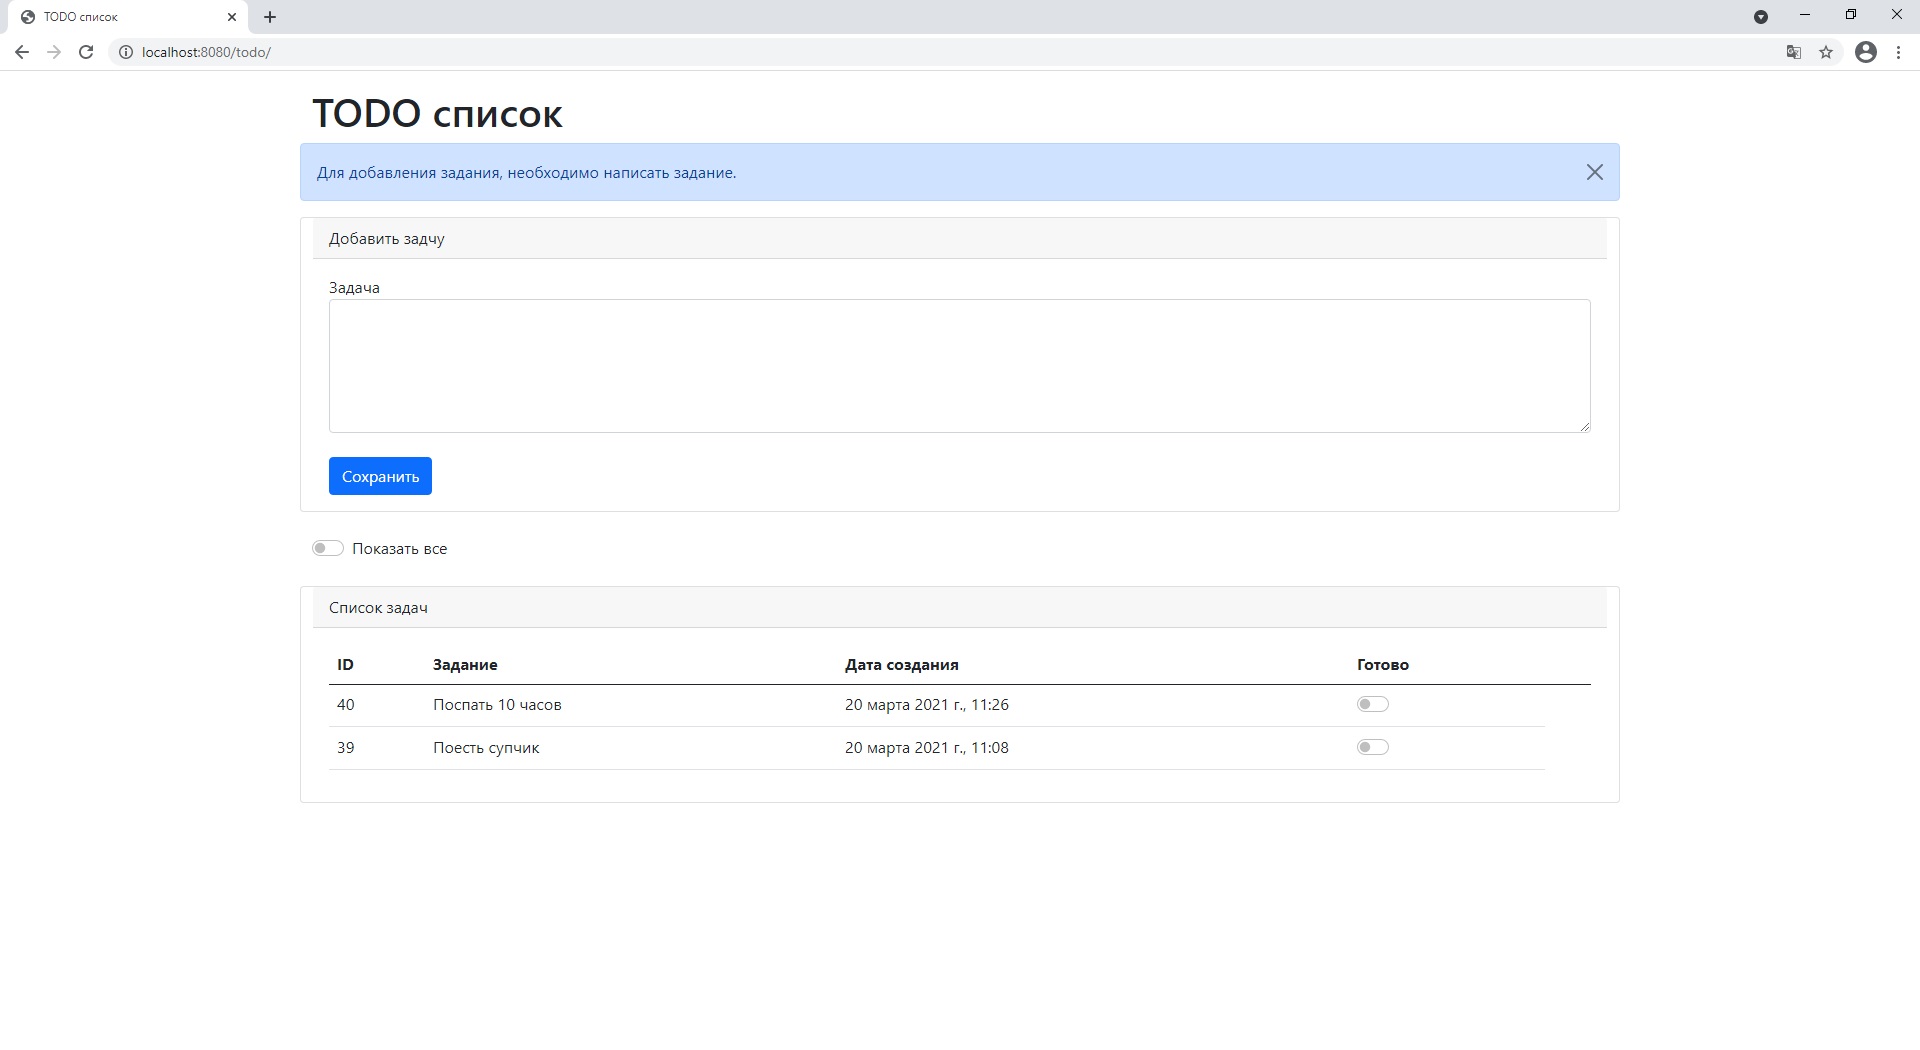 TODO список
localhost:8080/todo/
TODO список
Для добавления задания, необходимо написать задание.
Добавить задчу
Задача
Сохранить
Показать все
Список задач
ID Задание Дата создания Готово
40 Поспать 10 часов 20 марта 2021 г., 11:26
39 Поесть супчик 20 марта 2021 г., 11:08